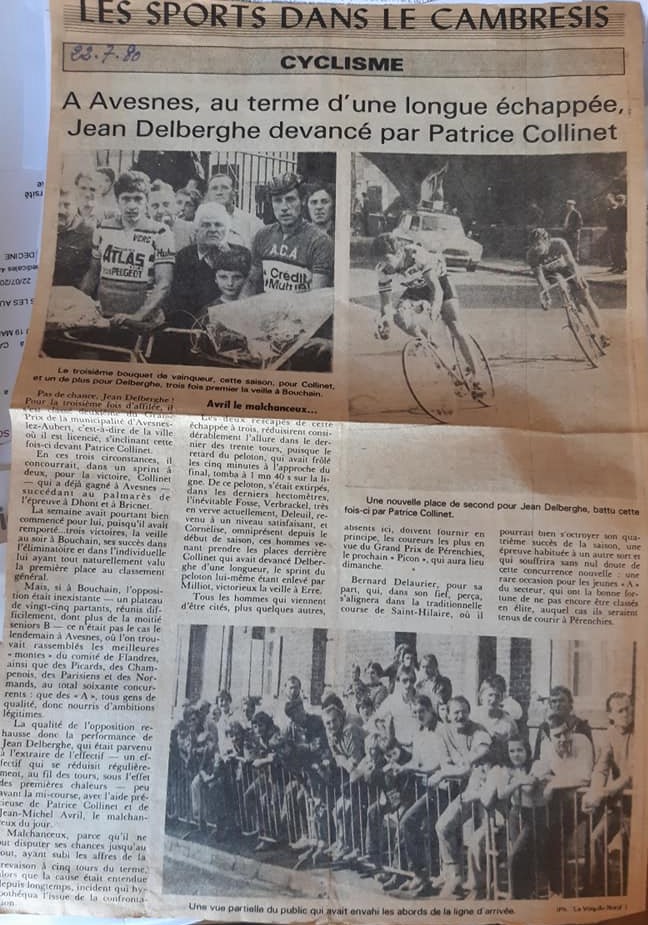 LES SPORTS DANS LE CAMBRESIS
22.7.80
CYCLISME
A Avesnes, au terme d'une longue échappée,
Jean Delberghe devancé par Patrice Collinet
VCRC
ATLAS
PEUGEOT
A.C.A
Crédit
Mutuel
Le troisième bouquet de vainqueur, cette saison, pour Collinet,
et un de plus pour Delberghe, trois fois premier la veille à Bouchain.
Pas de chance, Jean Delberghe !
Pour la troisième fois d'affilée, il
deuxième du Grand
Prix de la municipalité d'Avesnes-
lez-Aubert, c'est-à-dire de la ville
où il est licencié, s'inclinant cette
fois-ci devant Patrice Collinet.
En ces trois circonstances, il
concourrait, dans un sprint à
deux, pour la victoire, Collinet
— qui a déjà gagné à Avesnes —
succédant au palmarès de
l'épreuve à Dhont et à Bricner.
La semaine avait pourtant bien
commencé pour lui, puisqu'il avait
remporté...trois victoires, la veille
au soir à Bouchain, ses succès dans
l'éliminatoire et dans l'individuelle
lui ayant tout naturellement valu
la première place au classement
général.
Mais, si à Bouchain, l'opposi-
tion était inexistante — un plateau
de vingt-cinq partants, réunis dif-
ficilement, dont plus de la moitié
seniors B — ce n'était pas le cas le
lendemain à Avesnes, où l'on trou-
vait rassemblés les meilleures
« montes » du comité de Flandres,
ainsi que des Picards, des Cham-
penois, des Parisiens et des Nor-
mands, au total soixante concur-
rents : que des « A », tous gens de
qualité, donc nourris d'ambitions
légitimes.
La qualité de l'opposition re-
hausse donc la performance de
Jean Delberghe, qui était parvenu
à l'extraire de l'effectif — un ef-
fectif qui se réduisit régulière-
ment, au fil des tours, sous l'effet
des premières chaleurs — peu
avant la mi-course, avec l'aide pré-
cieuse de Patrice Collinet et de
Jean-Michel Avril, le malchan-
ceux du jour.
Malchanceux, parce qu'il ne
put disputer ses chances jusqu'au
bout, ayant subi les affres de la
crevaison à cinq tours du terme,
alors que la cause était entendue
depuis longtemps, incident qui hy-
pothéqua l'issue de la confronta-
tion.
Avril le malchanceux...
Les deux rescapés de cette
échappée à trois, réduisirent consi-
dérablement l'allure dans le der-
nier des trente tours, puisque le
retard du peloton, qui avait frôlé
les cinq minutes à l'approche du
final, tomba à 1 mn 40 s sur la li-
gne. De ce peloton, s'était extirpés,
dans les derniers hectomètres,
l'inévitable Fosse, Verbrackel, très
en verve actuellement, Deleuil, re-
venu à un niveau satisfaisant, et
Cornélise, omniprésent depuis le
début de saison, ces hommes ve-
nant prendre les places derrière
Collinet qui avait devancé Delber-
ghe d'une longueur, le sprint du
peloton lui-même étant enlevé par
Milliot, victorieux la veille à Erre.
Tous les hommes qui viennent
d'être cités, plus quelques autres,
Une nouvelle place de second pour Jean Delberghe, battu cette
fois-ci par Patrice Collinet.
absents ici, doivent fournir en
principe, les coureurs les plus en
vue du Grand Prix de Pérenchies,
le prochain « Picon », qui aura lieu
dimanche.
Bernard Delaurier, pour sa
part, qui, dans son fief, perça,
s'alignera dans la traditionnelle
course de Saint-Hilaire, où il
pourrait bien s'octroyer son qua-
trième succès de la saison, une
épreuve habituée à un autre sort et
qui souffrira sans nul doute de
cette concurrence nouvelle : une
rare occasion pour les jeunes « A »
du secteur, qui ont la bonne for-
tune de ne pas encore être classés
en élite, auquel cas ils seraient
tenus de courir à Pérenchies.
Une vue partielle du public qui avait envahi les abords de la ligne d'arrivée.
(Ph. "La Voix du Nord".)